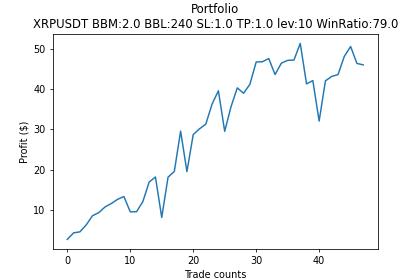 Portfolio
XRPUSDT BBM:2.0 BBL:240 SL:1.0 TP:1.0 lev:10 WinRatio:79.0
50
40
30
20
10
Profit ($)
0
10
20
30
40
Trade counts